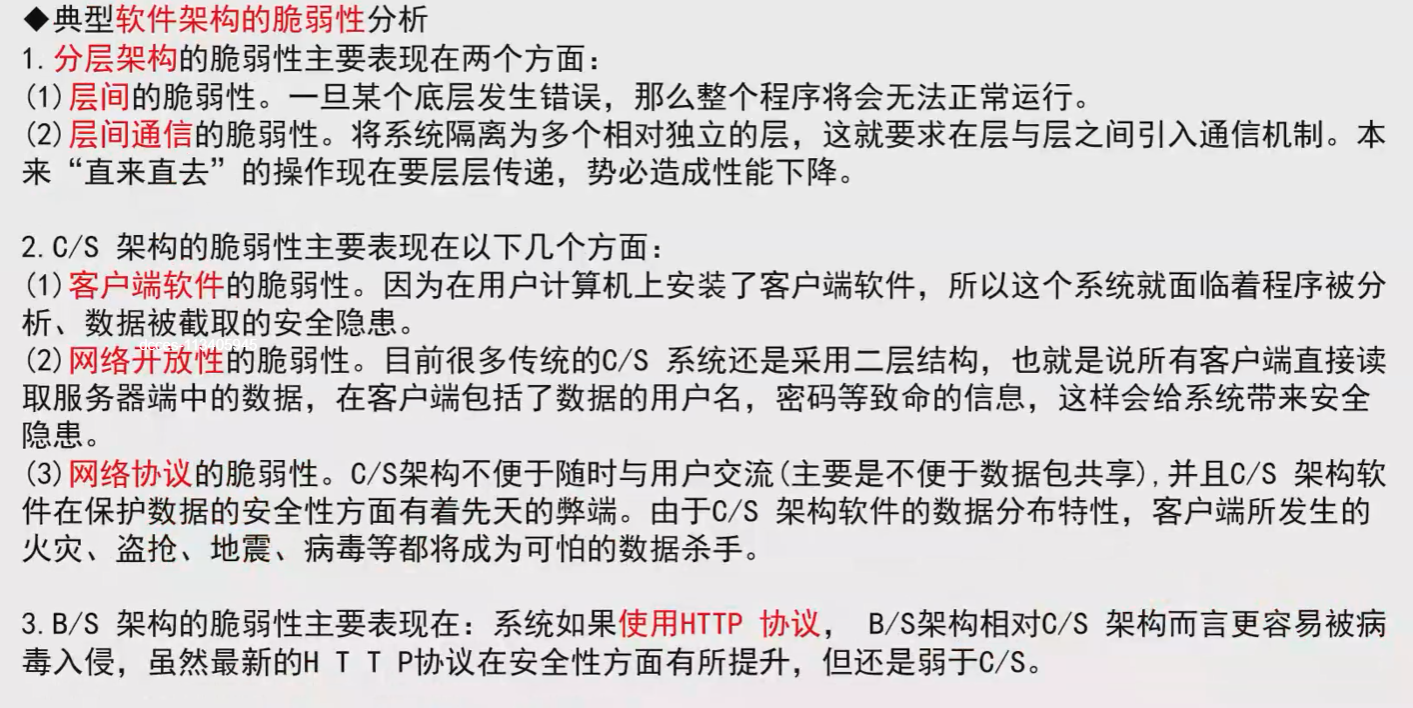 ◆典型软件架构的脆弱性分析
1.分层架构的脆弱性主要表现在两个方面：
(1)层间的脆弱性。一旦某个底层发生错误，那么整个程序将会无法正常运行。
(2)层间通信的脆弱性。将系统隔离为多个相对独立的层，这就要求在层与层之间引入通信机制。本
来“直来直去”的操作现在要层层传递，势必造成性能下降。
2.C/S 架构的脆弱性主要表现在以下几个方面：
(1)客户端软件的脆弱性。因为在用户计算机上安装了客户端软件，所以这个系统就面临着程序被分
析、数据被截取的安全隐患。
(2)网络开放性的脆弱性。目前很多传统的C/S 系统还是采用二层结构，也就是说所有客户端直接读
取服务器端中的数据，在客户端包括了数据的用户名，密码等致命的信息，这样会给系统带来安全
隐患。
(3)网络协议的脆弱性。C/S架构不便于随时与用户交流(主要是不便于数据包共享),并且C/S 架构软
件在保护数据的安全性方面有着先天的弊端。由于C/S 架构软件的数据分布特性，客户端所发生的
火灾、盗抢、地震、病毒等都将成为可怕的数据杀手。
3.B/S 架构的脆弱性主要表现在：系统如果使用HTTP 协议， B/S架构相对C/S 架构而言更容易被病
毒入侵，虽然最新的H T T P协议在安全性方面有所提升，但还是弱于C/S。